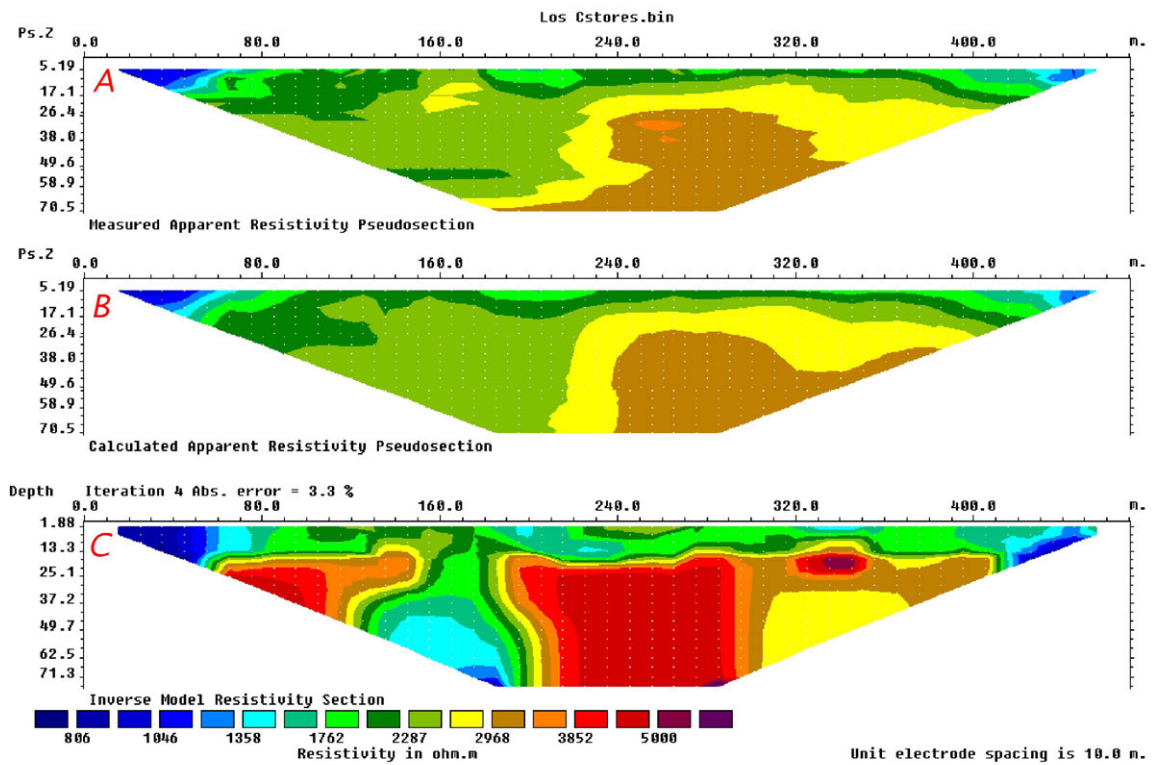 Los Cstores.bin
Ps.Z 0.0 80.0 160.0 240.0 320.0 400.0 m.
A
5.19
17.1
26.4
38.0
49.6
58.9
70.5
Measured Apparent Resistivity Pseudosection
Ps.Z 0.0 80.0 160.0 240.0 320.0 400.0 m.
B
5.19
17.1
26.4
38.0
49.6
58.9
70.5
Calculated Apparent Resistivity Pseudosection
Depth Iteration 4 Abs. error = 3.3 %
0.0 80.0 160.0 240.0 320.0 400.0 m.
1.88
C
13.3
25.1
37.2
49.7
62.5
71.3
Inverse Model Resistivity Section
806 1046 1358 1762 2287 2968 3852 5000
Resistivity in ohm.m
Unit electrode spacing is 10.0 m.